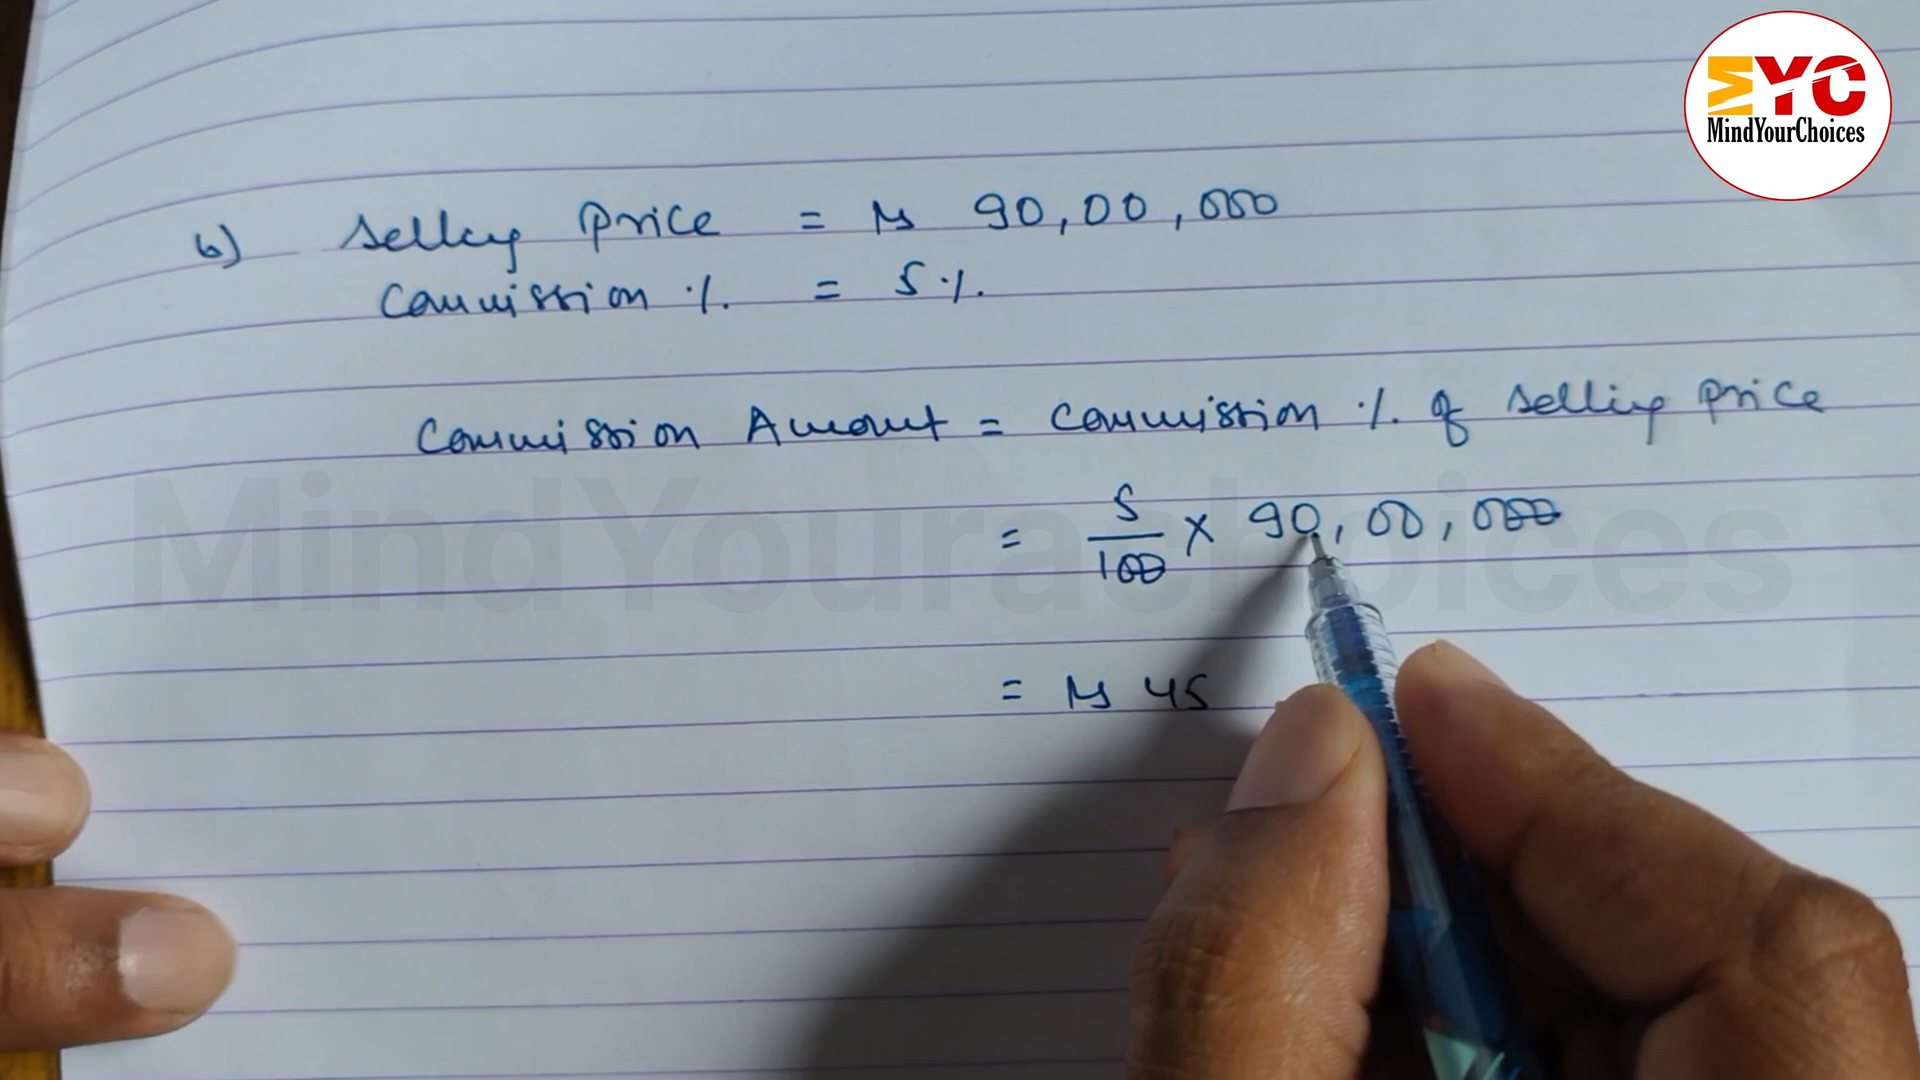 MYC
MindYourChoices
b) Selling Price = Rs 90,00,000
Commission % = 5%
Commission Amount = Commission % of Selling Price
= 5/100 × 90,00,000
= Rs 45
MindYourachoices